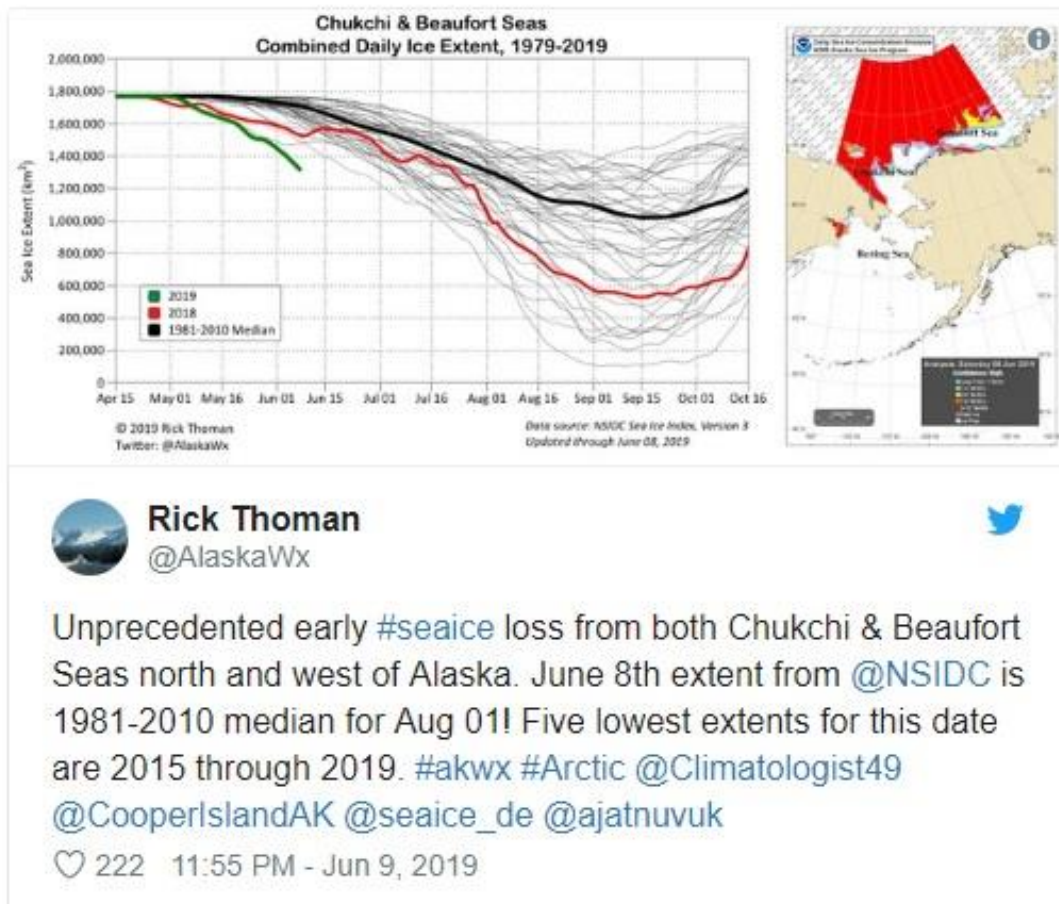 Chukchi & Beaufort Seas
Combined Daily Ice Extent, 1979-2019
2,000,000
1,800,000
1,600,000
1,400,000
1,200,000
1,000,000
800,000
600,000
400,000
200,000
0
Sea Ice Extent (km²)
2019
2018
1981-2010 Median
Apr 15 May 01 May 16 Jun 01 Jun 15 Jul 01 Jul 16 Aug 01 Aug 16 Sep 01 Sep 15 Oct 01 Oct 16
© 2019 Rick Thoman
Twitter: @AlaskaWx
Data source: NSIDC Sea Ice Index, Version 3
Updated through June 08, 2019
Beaufort Sea
Chukchi Sea
Bering Sea
Rick Thoman
@AlaskaWx
Unprecedented early #seaice loss from both Chukchi & Beaufort
Seas north and west of Alaska. June 8th extent from @NSIDC is
1981-2010 median for Aug 01! Five lowest extents for this date
are 2015 through 2019. #akwx #Arctic @Climatologist49
@CooperIslandAK @seaice_de @ajatnuvuk
222 11:55 PM - Jun 9, 2019